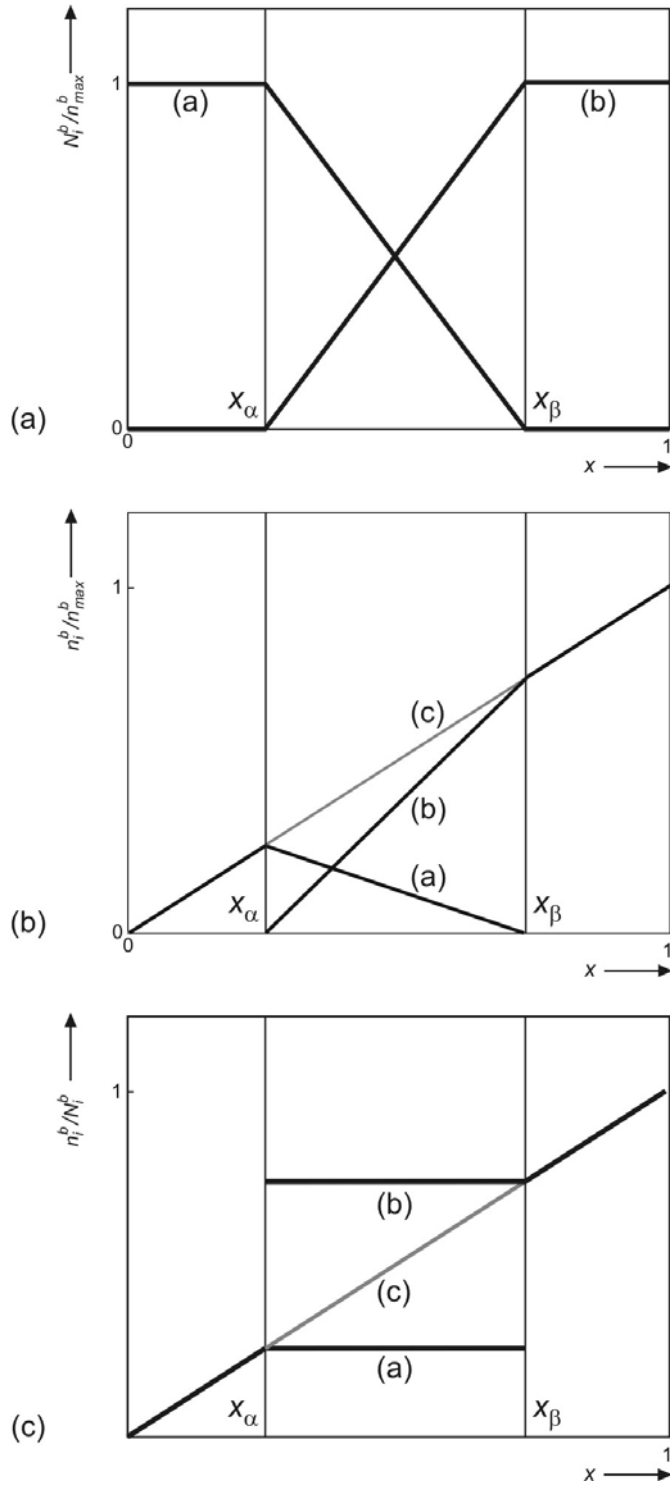 N_i^b/n_max^b
1
(a)
(b)
x_α
x_β
(a)
0
0
1
x
n_i^b/n_max^b
1
(c)
(b)
(a)
x_α
x_β
(b)
0
0
1
x
n_i^b/N_i^b
1
(b)
(c)
(a)
x_α
x_β
(c)
1
x